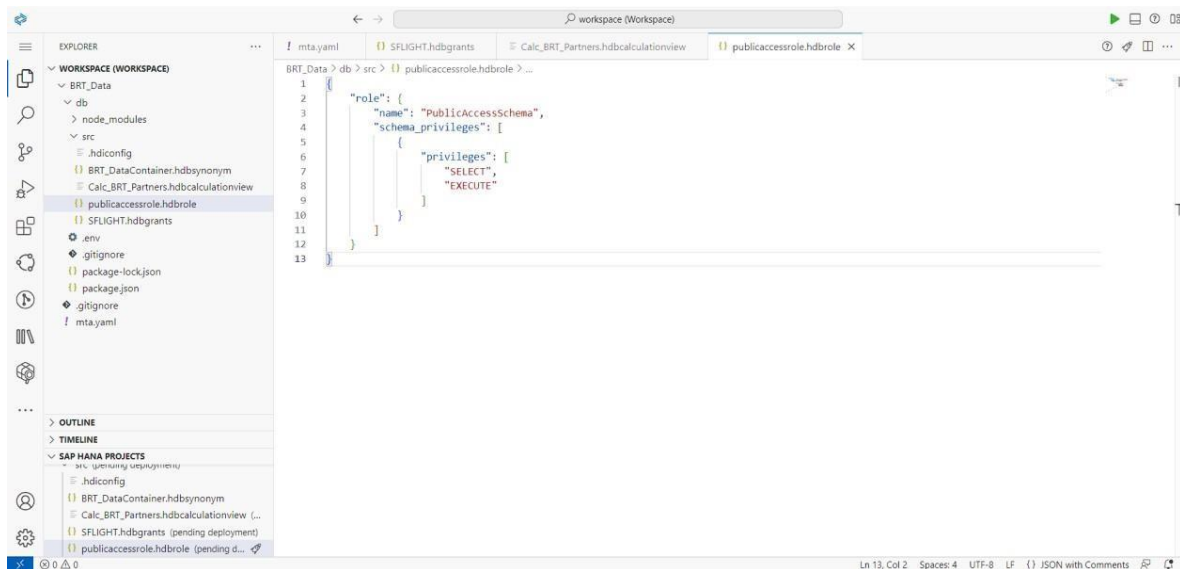 workspace (Workspace)
EXPLORER
WORKSPACE (WORKSPACE)
BRT_Data
db
node_modules
src
.hdiconfig
BRT_DataContainer.hdbsynonym
Calc_BRT_Partners.hdbcalculationview
publicaccessrole.hdbrole
SFLIGHT.hdbgrants
.env
.gitignore
package-lock.json
package.json
.gitignore
mta.yaml
OUTLINE
TIMELINE
SAP HANA PROJECTS
src (pending deployment)
.hdiconfig
BRT_DataContainer.hdbsynonym
Calc_BRT_Partners.hdbcalculationview (...
SFLIGHT.hdbgrants (pending deployment)
publicaccessrole.hdbrole (pending d...
! mta.yaml {} SFLIGHT.hdbgrants Calc_BRT_Partners.hdbcalculationview {} publicaccessrole.hdbrole
BRT_Data > db > src > {} publicaccessrole.hdbrole > ...
1 {
2 "role": {
3 "name": "PublicAccessSchema",
4 "schema_privileges": [
5 {
6 "privileges": [
7 "SELECT",
8 "EXECUTE"
9 ]
10 }
11 ]
12 }
13 }
0 0 Ln 13, Col 2 Spaces: 4 UTF-8 LF {} JSON with Comments